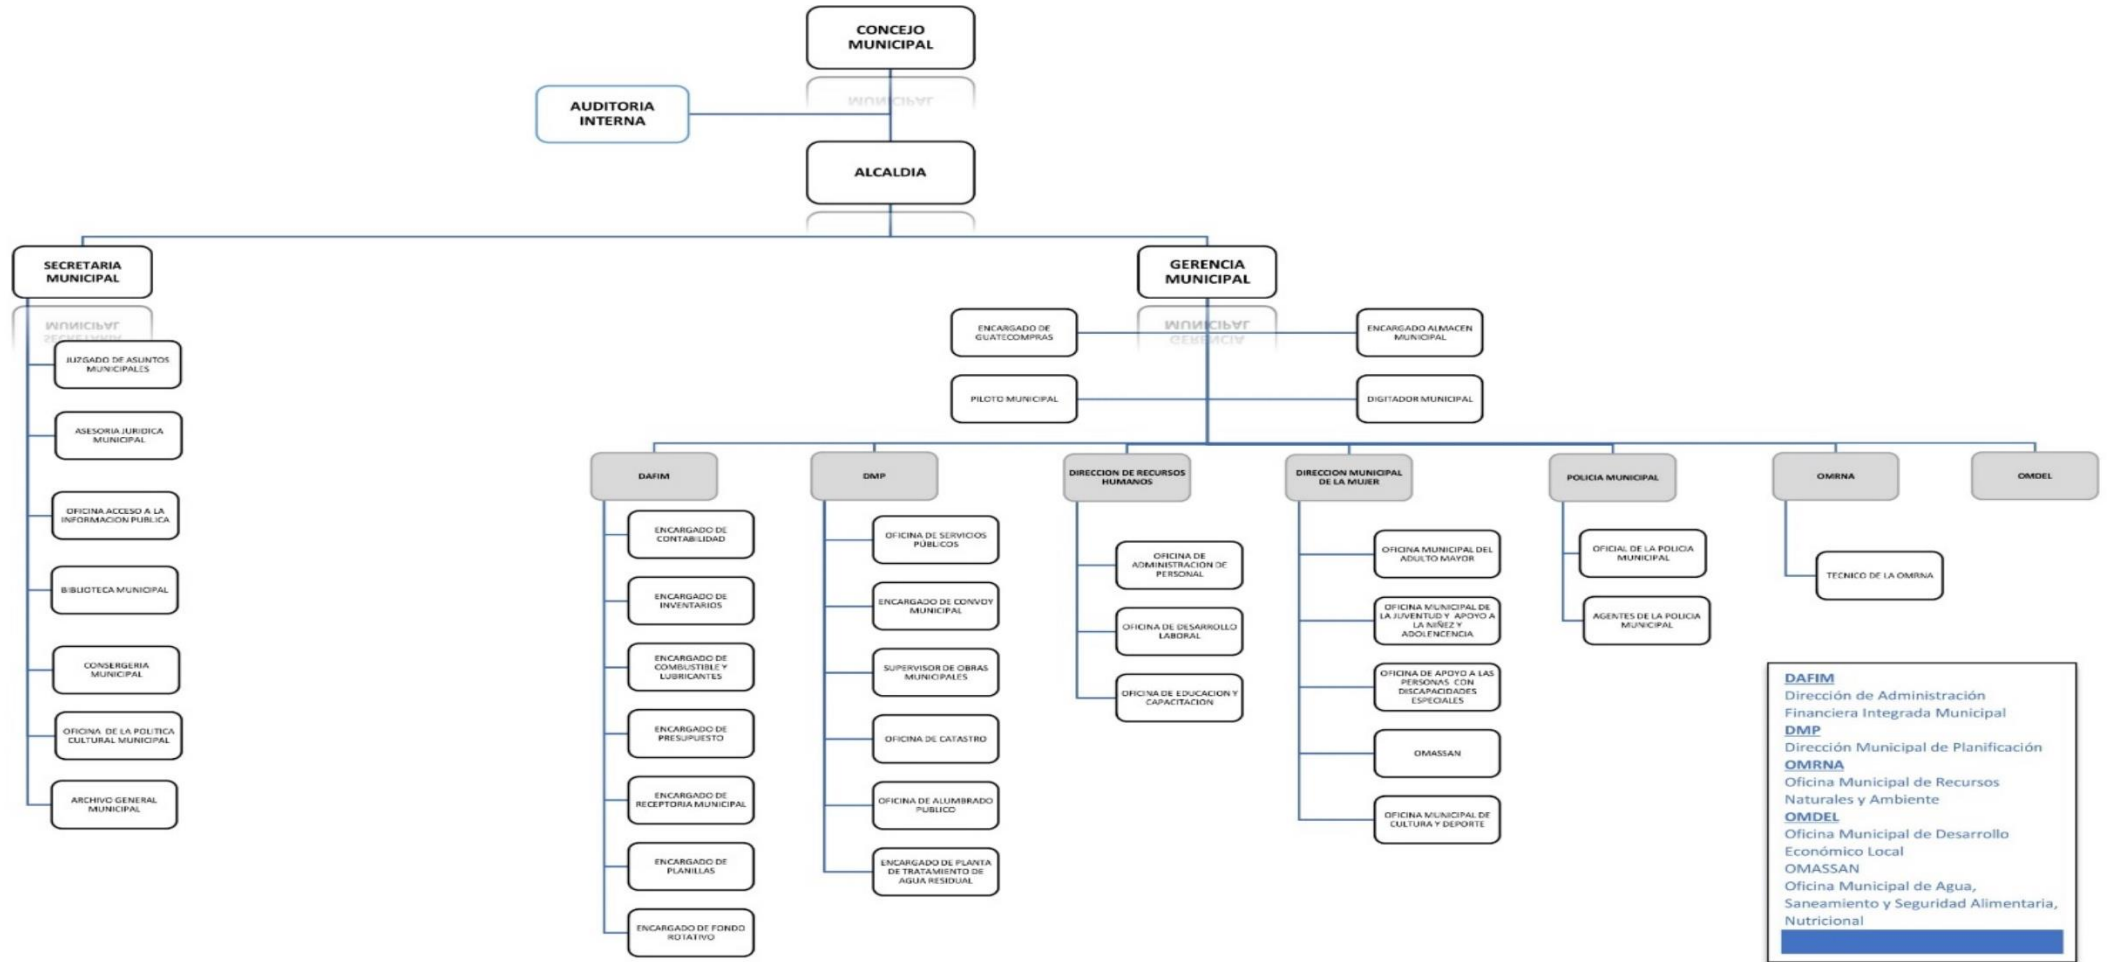 CONCEJO
MUNICIPAL
AUDITORIA
INTERNA
ALCALDIA
SECRETARIA
MUNICIPAL
GERENCIA
MUNICIPAL
ENCARGADO DE
GUATECOMPRAS
ENCARGADO ALMACEN
MUNICIPAL
PILOTO MUNICIPAL
DIGITADOR MUNICIPAL
JUZGADO DE ASUNTOS
MUNICIPALES
ASESORIA JURIDICA
MUNICIPAL
OFICINA ACCESO A LA
INFORMACION PUBLICA
BIBLIOTECA MUNICIPAL
CONSERGERIA
MUNICIPAL
OFICINA DE LA POLITICA
CULTURAL MUNICIPAL
ARCHIVO GENERAL
MUNICIPAL
DAFIM
ENCARGADO DE
CONTABILIDAD
ENCARGADO DE
INVENTARIOS
ENCARGADO DE
COMBUSTIBLE Y
LUBRICANTES
ENCARGADO DE
PRESUPUESTO
ENCARGADO DE
RECEPTORIA MUNICIPAL
ENCARGADO DE
PLANILLAS
ENCARGADO DE FONDO
ROTATIVO
DMP
OFICINA DE SERVICIOS
PÚBLICOS
ENCARGADO DE CONVOY
MUNICIPAL
SUPERVISOR DE OBRAS
MUNICIPALES
OFICINA DE CATASTRO
OFICINA DE ALUMBRADO
PUBLICO
ENCARGADO DE PLANTA
DE TRATAMIENTO DE
AGUA RESIDUAL
DIRECCION DE RECURSOS
HUMANOS
OFICINA DE
ADMINISTRACION DE
PERSONAL
OFICINA DE DESARROLLO
LABORAL
OFICINA DE EDUCACION Y
CAPACITACION
DIRECCION MUNICIPAL
DE LA MUJER
OFICINA MUNICIPAL DEL
ADULTO MAYOR
OFICINA MUNICIPAL DE
LA JUVENTUD Y APOYO A
LA NIÑEZ Y
ADOLENCENCIA
OFICINA DE APOYO A LAS
PERSONAS CON
DISCAPACIDADES
ESPECIALES
OMASSAN
OFICINA MUNICIPAL DE
CULTURA Y DEPORTE
POLICIA MUNICIPAL
OFICIAL DE LA POLICIA
MUNICIPAL
AGENTES DE LA POLICIA
MUNICIPAL
OMRNA
TECNICO DE LA OMRNA
OMDEL
DAFIM
Dirección de Administración
Financiera Integrada Municipal
DMP
Dirección Municipal de Planificación
OMRNA
Oficina Municipal de Recursos
Naturales y Ambiente
OMDEL
Oficina Municipal de Desarrollo
Económico Local
OMASSAN
Oficina Municipal de Agua,
Saneamiento y Seguridad Alimentaria,
Nutricional